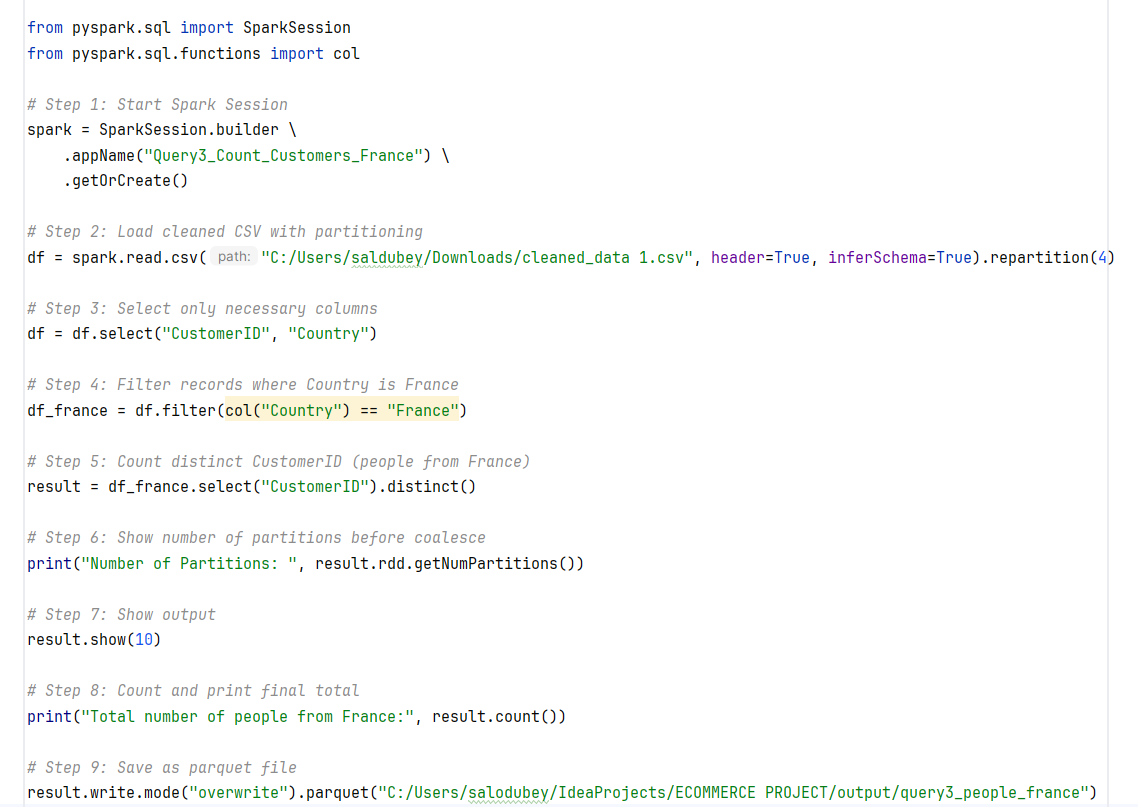 from pyspark.sql import SparkSession
from pyspark.sql.functions import col
# Step 1: Start Spark Session
spark = SparkSession.builder \
    .appName("Query3_Count_Customers_France") \
    .getOrCreate()
# Step 2: Load cleaned CSV with partitioning
df = spark.read.csv( path: "C:/Users/saldubey/Downloads/cleaned_data 1.csv", header=True, inferSchema=True).repartition(4)
# Step 3: Select only necessary columns
df = df.select("CustomerID", "Country")
# Step 4: Filter records where Country is France
df_france = df.filter(col("Country") == "France")
# Step 5: Count distinct CustomerID (people from France)
result = df_france.select("CustomerID").distinct()
# Step 6: Show number of partitions before coalesce
print("Number of Partitions: ", result.rdd.getNumPartitions())
# Step 7: Show output
result.show(10)
# Step 8: Count and print final total
print("Total number of people from France:", result.count())
# Step 9: Save as parquet file
result.write.mode("overwrite").parquet("C:/Users/salodubey/IdeaProjects/ECOMMERCE PROJECT/output/query3_people_france")